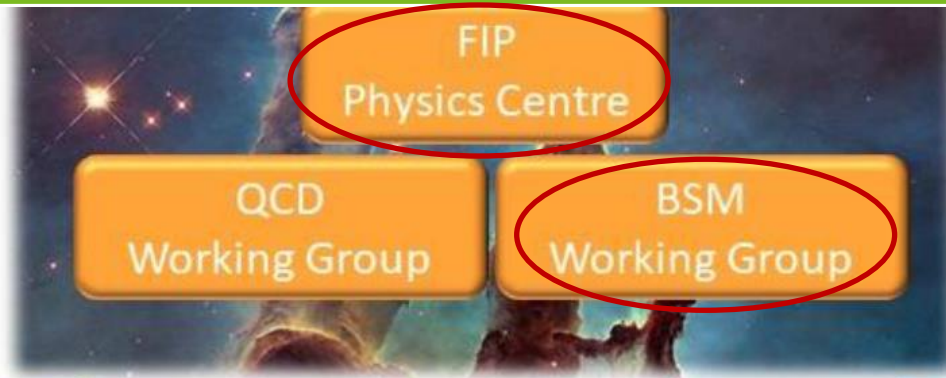 FIP
Physics Centre
QCD
Working Group
BSM
Working Group